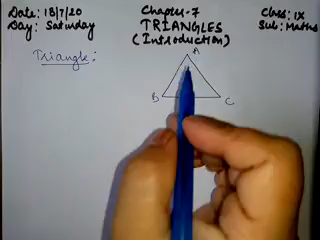 Date: 18/7/20 Chapter-7 Class: IX
Day: Saturday TRIANGLES Sub: Maths
(Introduction)
Triangle:
A
B C